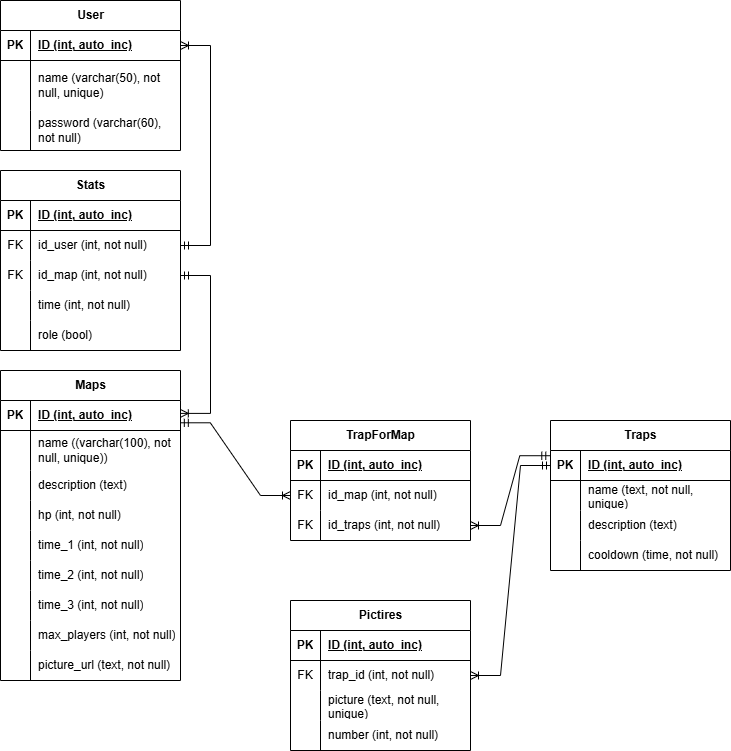 User
PK ID (int, auto_inc)
name (varchar(50), not
null, unique)
password (varchar(60),
not null)
Stats
PK ID (int, auto_inc)
FK id_user (int, not null)
FK id_map (int, not null)
time (int, not null)
role (bool)
Maps
PK ID (int, auto_inc)
name ((varchar(100), not
null, unique))
description (text)
hp (int, not null)
time_1 (int, not null)
time_2 (int, not null)
time_3 (int, not null)
max_players (int, not null)
picture_url (text, not null)
TrapForMap
PK ID (int, auto_inc)
FK id_map (int, not null)
FK id_traps (int, not null)
Traps
PK ID (int, auto_inc)
name (text, not null,
unique)
description (text)
cooldown (time, not null)
Pictires
PK ID (int, auto_inc)
FK trap_id (int, not null)
picture (text, not null,
unique)
number (int, not null)